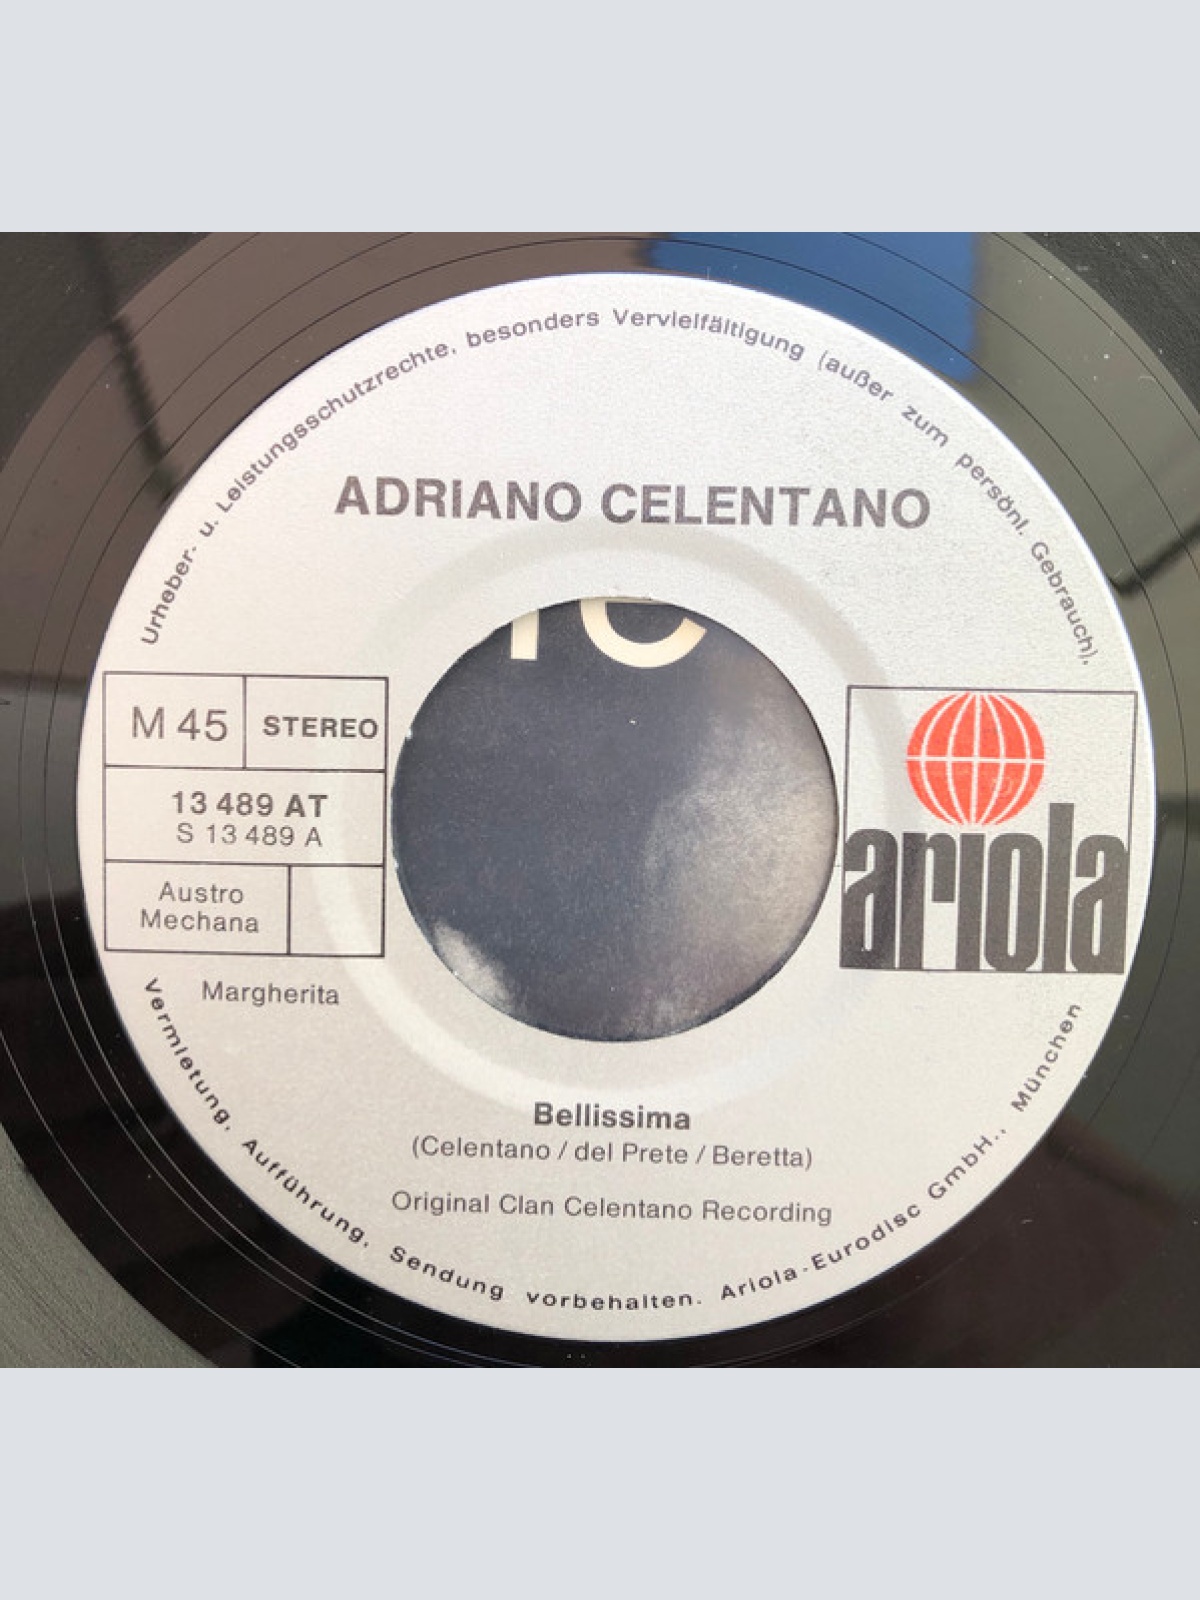 Urheber- u. Leistungsschutzrechte, besonders Vervielfältigung (außer zum persönl. Gebrauch),
ADRIANO CELENTANO
M 45
STEREO
13 489 AT
S 13 489 A
Austro
Mechana
Margherita
ariola
Bellissima
(Celentano / del Prete / Beretta)
Original Clan Celentano Recording
Vermietung, Aufführung, Sendung vorbehalten. Ariola-Eurodisc GmbH., München